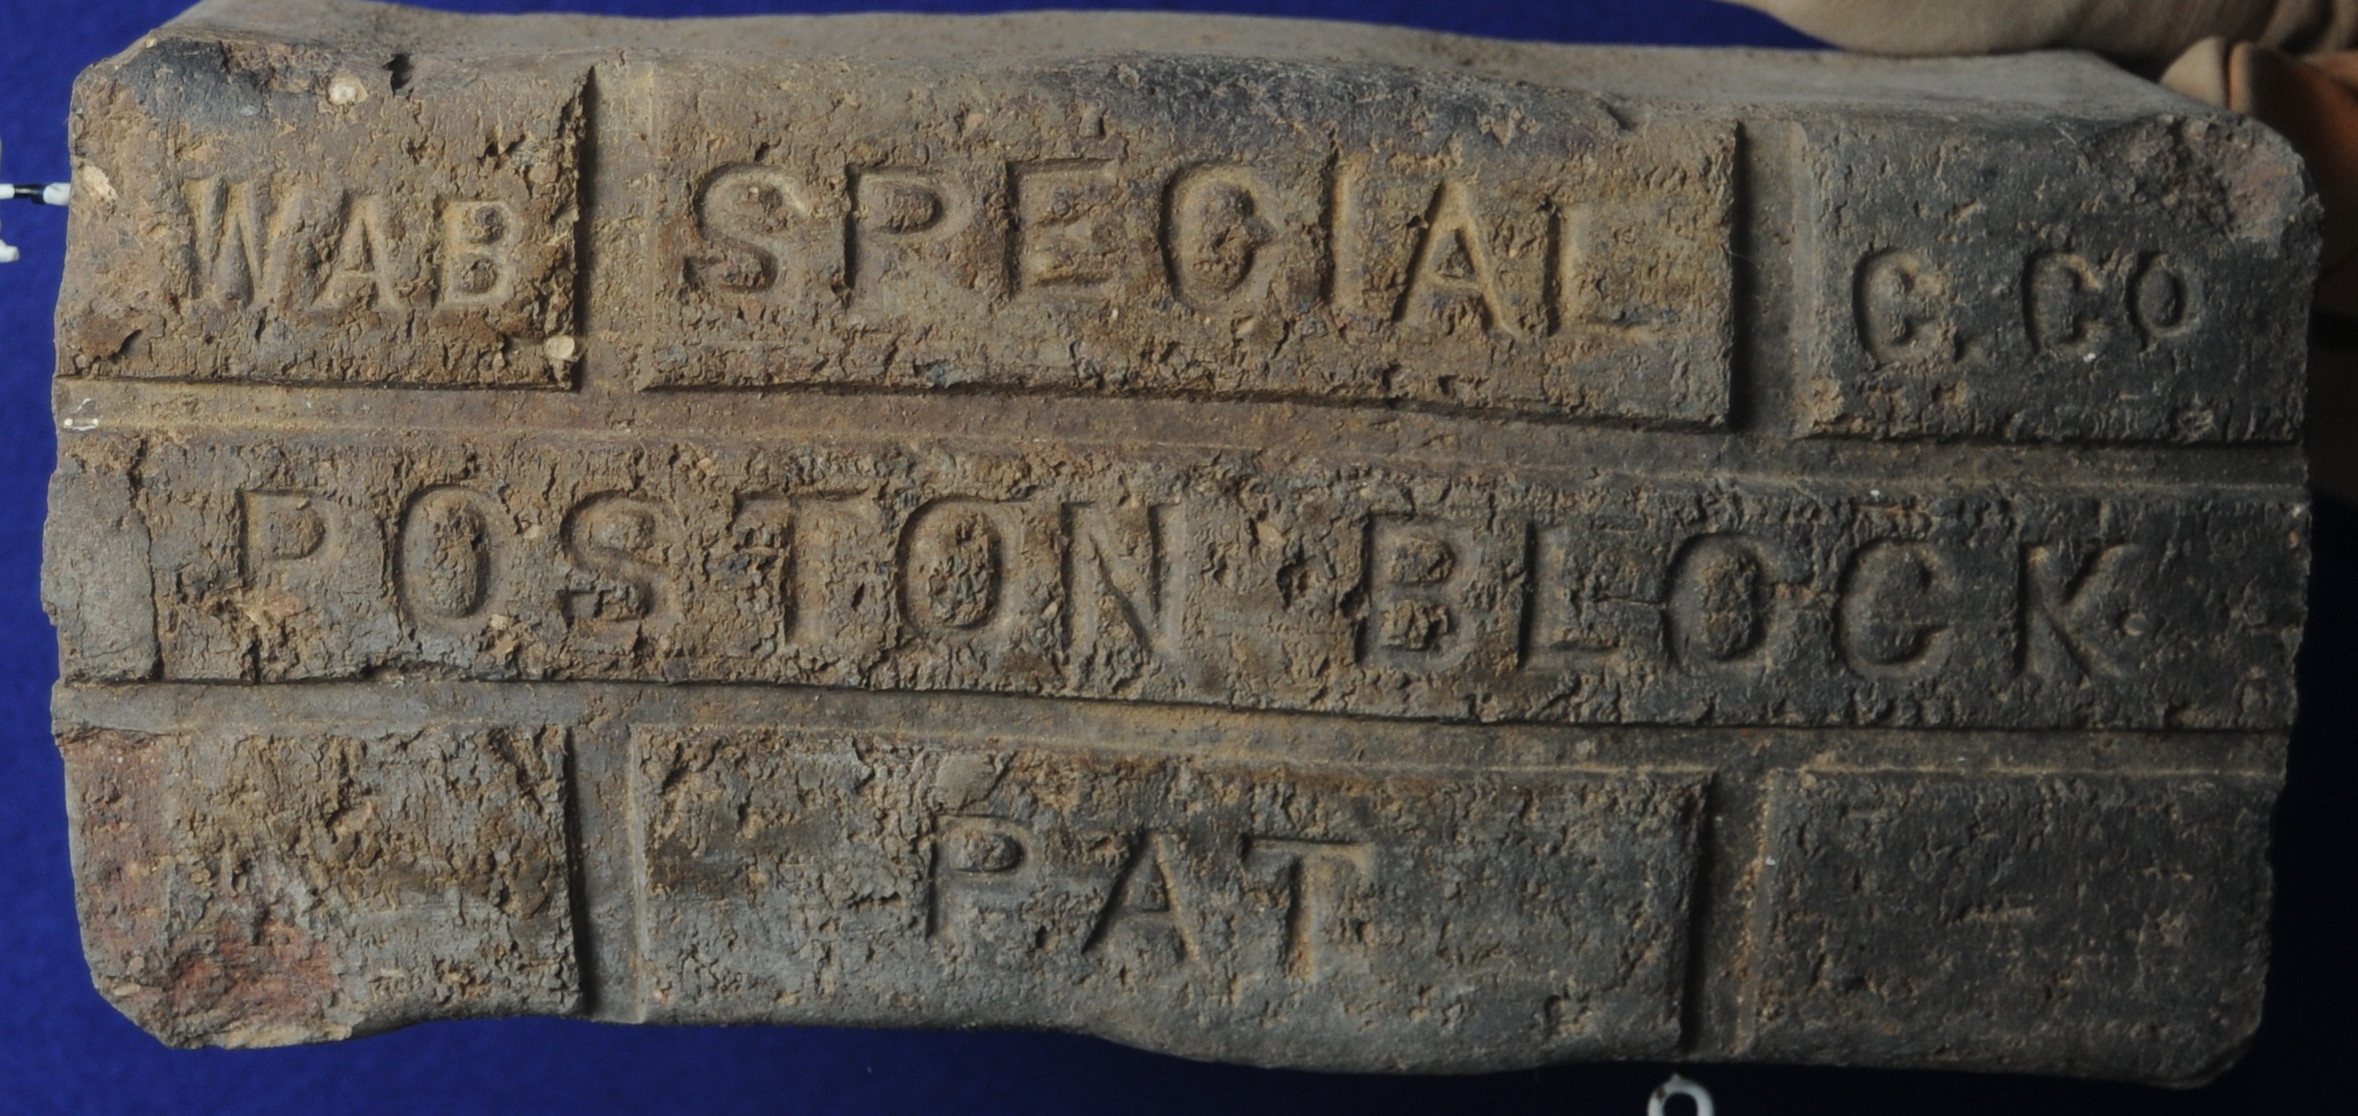 WAB SPECIAL C. CO
POSTON BLOCK
PAT